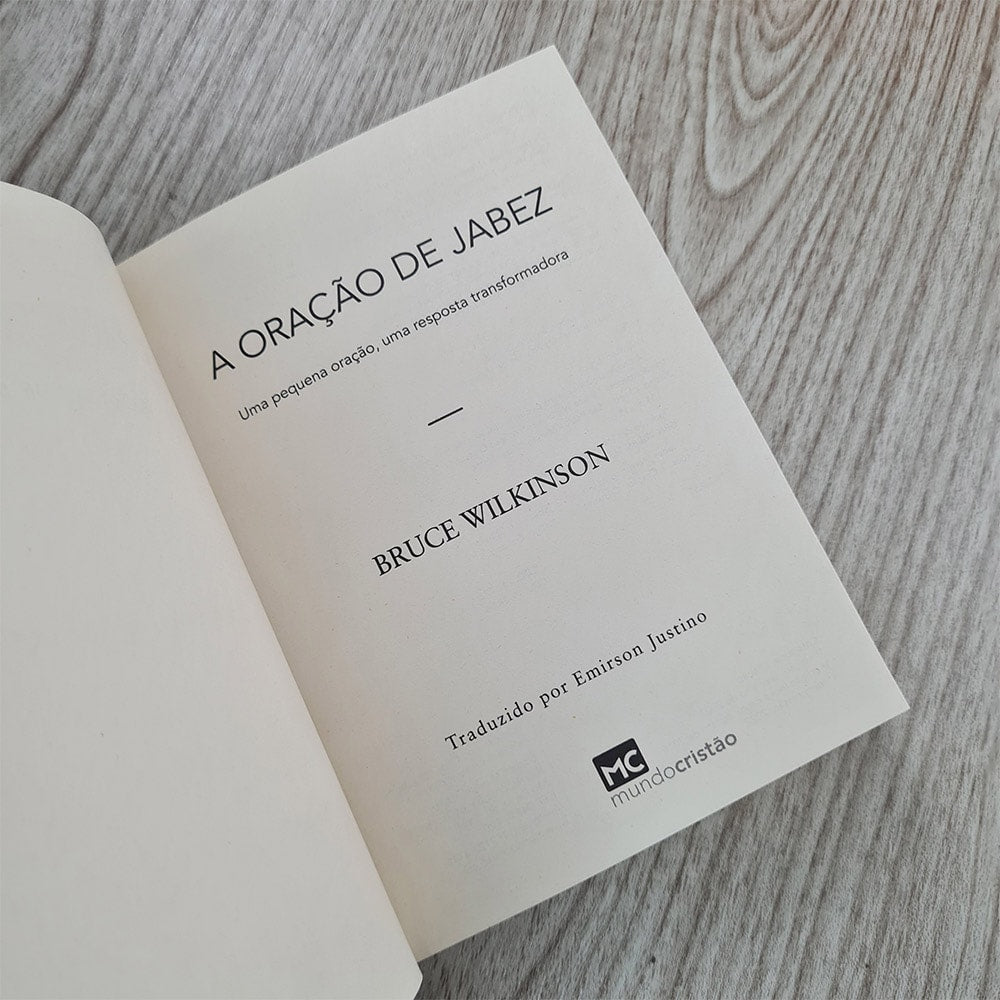 A ORAÇÃO DE JABEZ
Uma pequena oração, uma resposta transformadora
BRUCE WILKINSON
Traduzido por Emirson Justino
MC
mundocristão